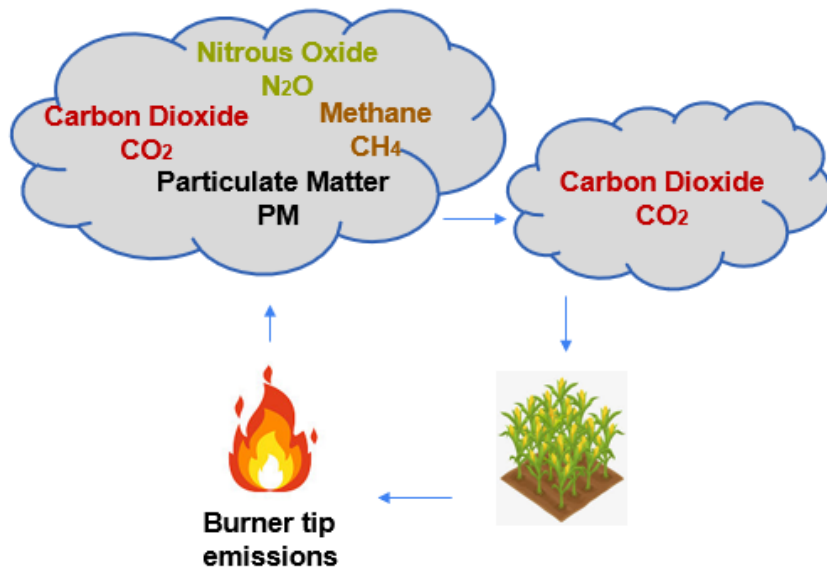 Nitrous Oxide
N₂O
Carbon Dioxide
CO₂
Methane
CH₄
Particulate Matter
PM
Carbon Dioxide
CO₂
Burner tip
emissions